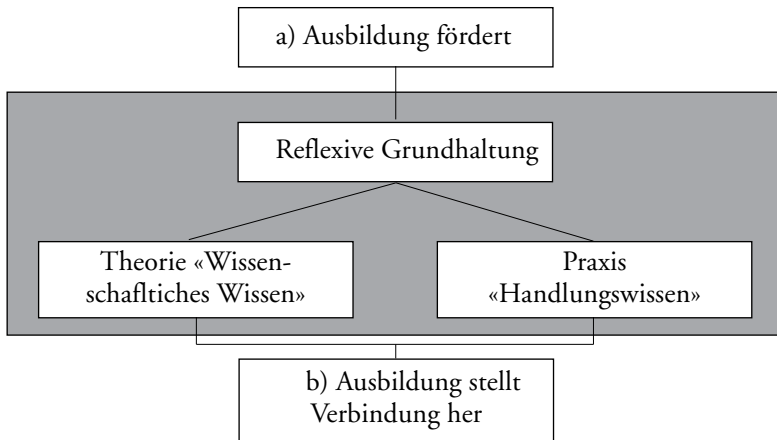 a) Ausbildung fördert
Reflexive Grundhaltung
Theorie «Wissen-
schafltiches Wissen»
Praxis
«Handlungswissen»
b) Ausbildung stellt
Verbindung her